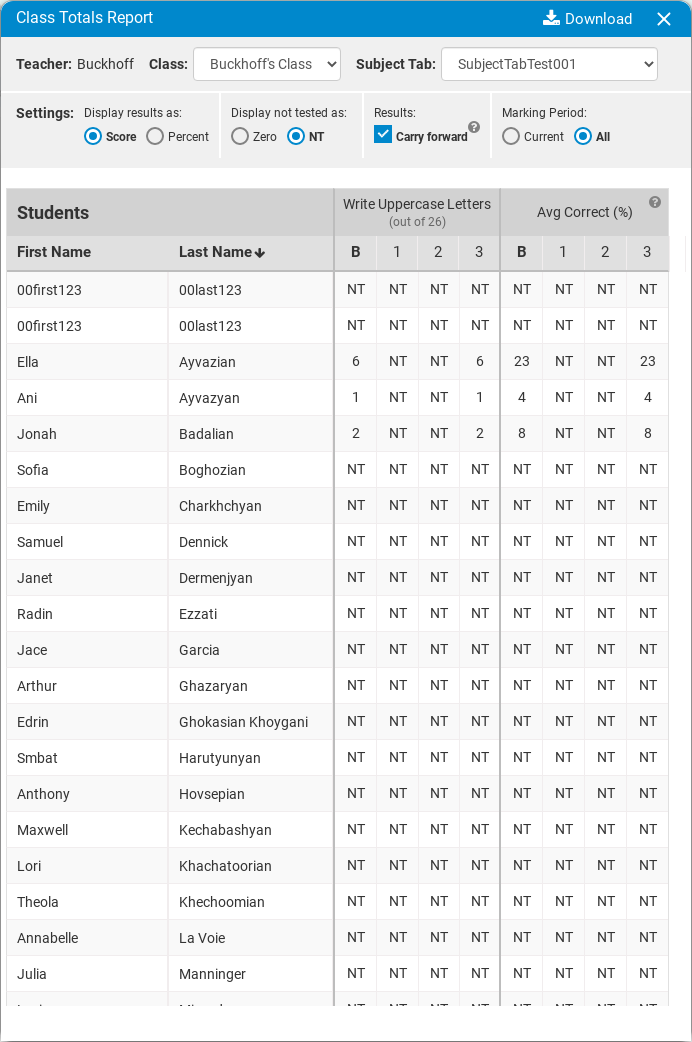 Class Totals Report Download
Teacher: Buckhoff Class: Buckhoff's Class Subject Tab: SubjectTabTest001
Settings: Display results as: Display not tested as: Results: Marking Period:
Score Percent Zero NT Carry forward ? Current All
Students Write Uppercase Letters (out of 26) Avg Correct (%) ?
First Name Last Name B 1 2 3 B 1 2 3
00first123 00last123 NT NT NT NT NT NT NT NT
00first123 00last123 NT NT NT NT NT NT NT NT
Ella Ayvazian 6 NT NT 6 23 NT NT 23
Ani Ayvazyan 1 NT NT 1 4 NT NT 4
Jonah Badalian 2 NT NT 2 8 NT NT 8
Sofia Boghozian NT NT NT NT NT NT NT NT
Emily Charkhchyan NT NT NT NT NT NT NT NT
Samuel Dennick NT NT NT NT NT NT NT NT
Janet Dermenjyan NT NT NT NT NT NT NT NT
Radin Ezzati NT NT NT NT NT NT NT NT
Jace Garcia NT NT NT NT NT NT NT NT
Arthur Ghazaryan NT NT NT NT NT NT NT NT
Edrin Ghokasian Khoygani NT NT NT NT NT NT NT NT
Smbat Harutyunyan NT NT NT NT NT NT NT NT
Anthony Hovsepian NT NT NT NT NT NT NT NT
Maxwell Kechabashyan NT NT NT NT NT NT NT NT
Lori Khachatoorian NT NT NT NT NT NT NT NT
Theola Khechoomian NT NT NT NT NT NT NT NT
Annabelle La Voie NT NT NT NT NT NT NT NT
Julia Manninger NT NT NT NT NT NT NT NT